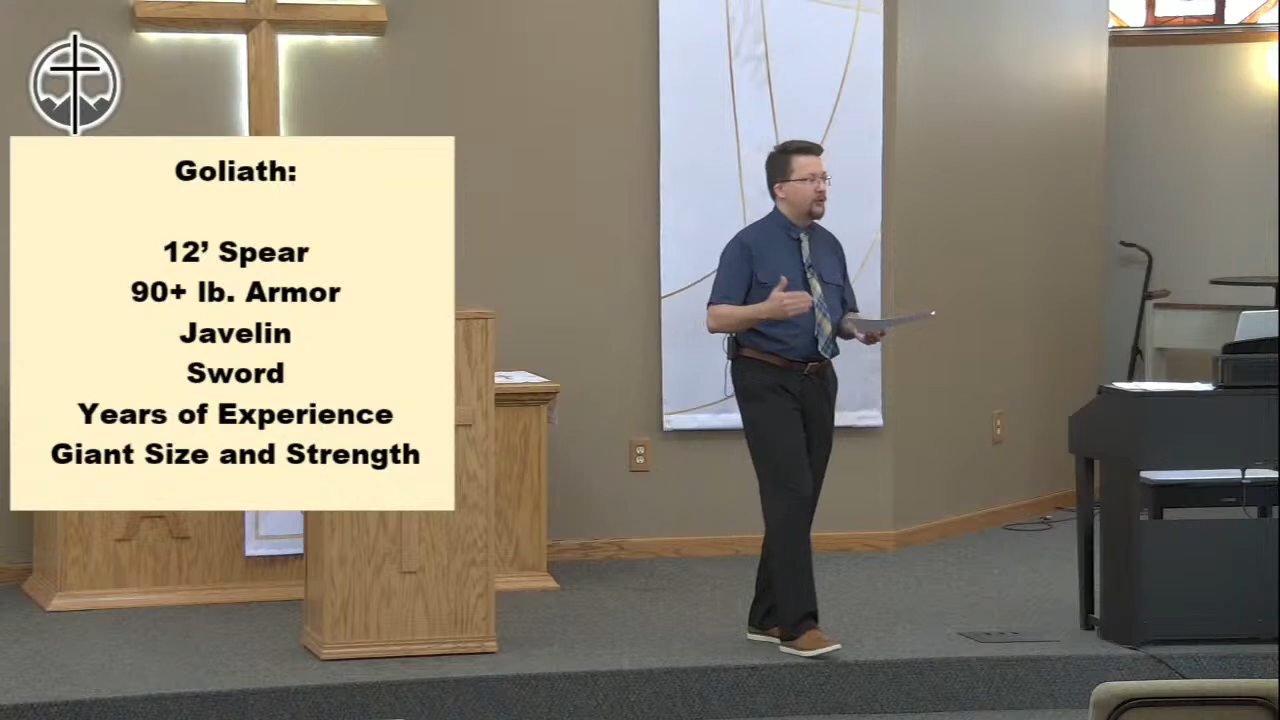 Goliath:
12’ Spear
90+ lb. Armor
Javelin
Sword
Years of Experience
Giant Size and Strength